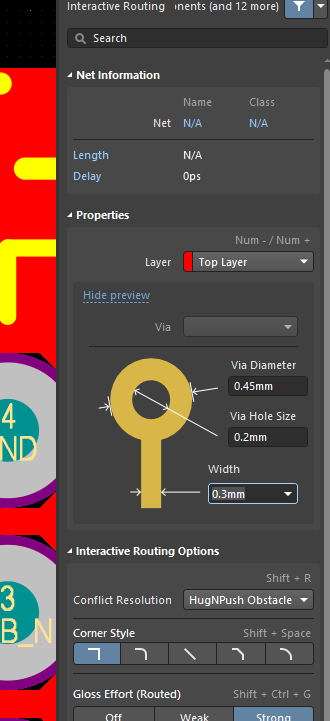 Interactive Routing nents (and 12 more)
Search
Net Information
Name Class
Net N/A N/A
Length N/A
Delay 0ps
Properties
Num - / Num +
Layer Top Layer
Hide preview
Via
Via Diameter
0.45mm
Via Hole Size
0.2mm
Width
0.3mm
Interactive Routing Options
Shift + R
Conflict Resolution HugNPush Obstacle
Corner Style Shift + Space
Gloss Effort (Routed) Shift + Ctrl + G
Off Weak Strong
4
ND
3
B_N